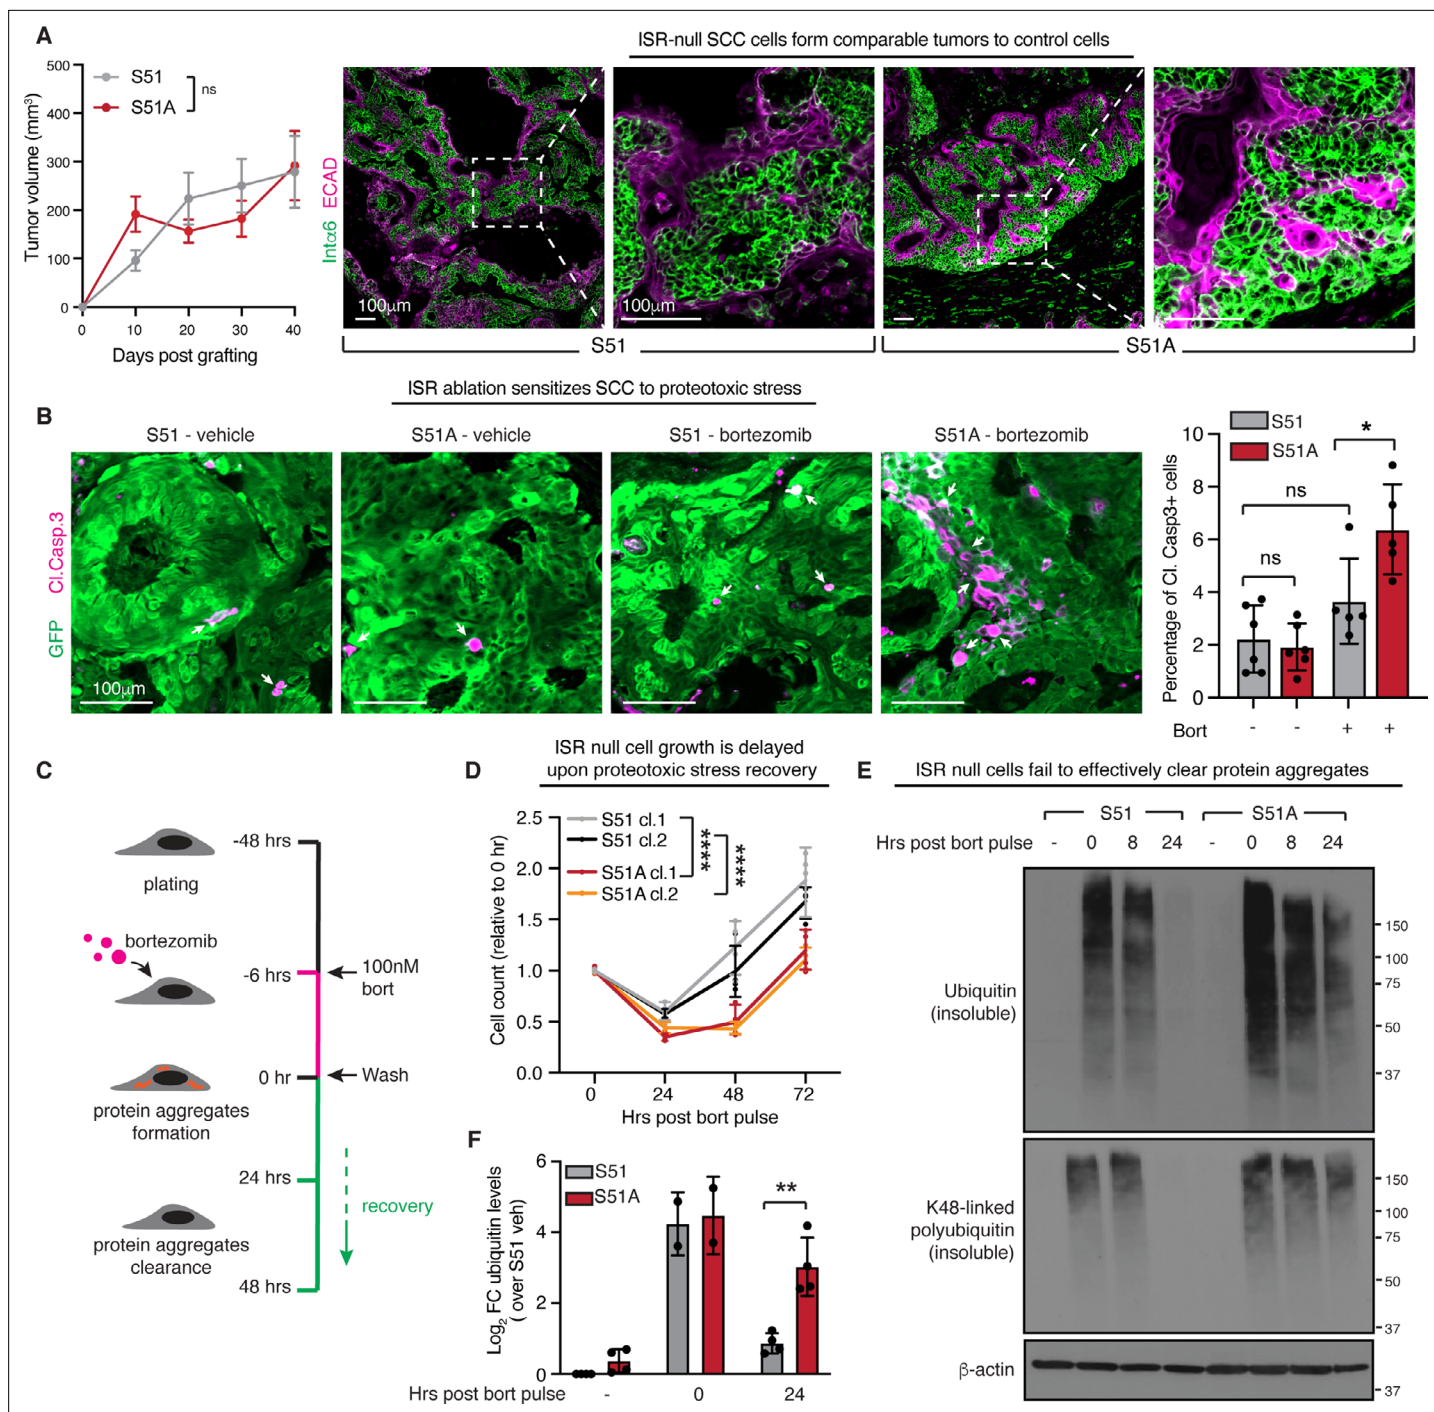 A
ISR-null SCC cells form comparable tumors to control cells
Tumor volume (mm³)
500
400
300
200
100
0
S51
S51A
ns
0
10
20
30
40
Days post grafting
Intα6 ECAD
100μm
100μm
S51
S51A
B
ISR ablation sensitizes SCC to proteotoxic stress
S51 - vehicle
S51A - vehicle
S51 - bortezomib
S51A - bortezomib
GFP Cl.Casp.3
100μm
Percentage of Cl. Casp3+ cells
S51
S51A
10
8
6
4
2
0
ns
ns
*
Bort - - + +
C
-48 hrs
plating
bortezomib
-6 hrs
100nM
bort
0 hr
Wash
protein aggregates
formation
24 hrs
recovery
protein aggregates
clearance
48 hrs
D
ISR null cell growth is delayed
upon proteotoxic stress recovery
Cell count (relative to 0 hr)
2.5
2.0
1.5
1.0
0.5
0.0
S51 cl.1
S51 cl.2
S51A cl.1
S51A cl.2
****
****
0
24
48
72
Hrs post bort pulse
E
ISR null cells fail to effectively clear protein aggregates
S51
S51A
Hrs post bort pulse - 0 8 24 - 0 8 24
Ubiquitin
(insoluble)
150
100
75
50
37
K48-linked
polyubiquitin
(insoluble)
150
100
75
50
37
β-actin
37
F
Log₂ FC ubiquitin levels
( over S51 veh)
6
4
2
0
S51
S51A
**
Hrs post bort pulse - 0 24